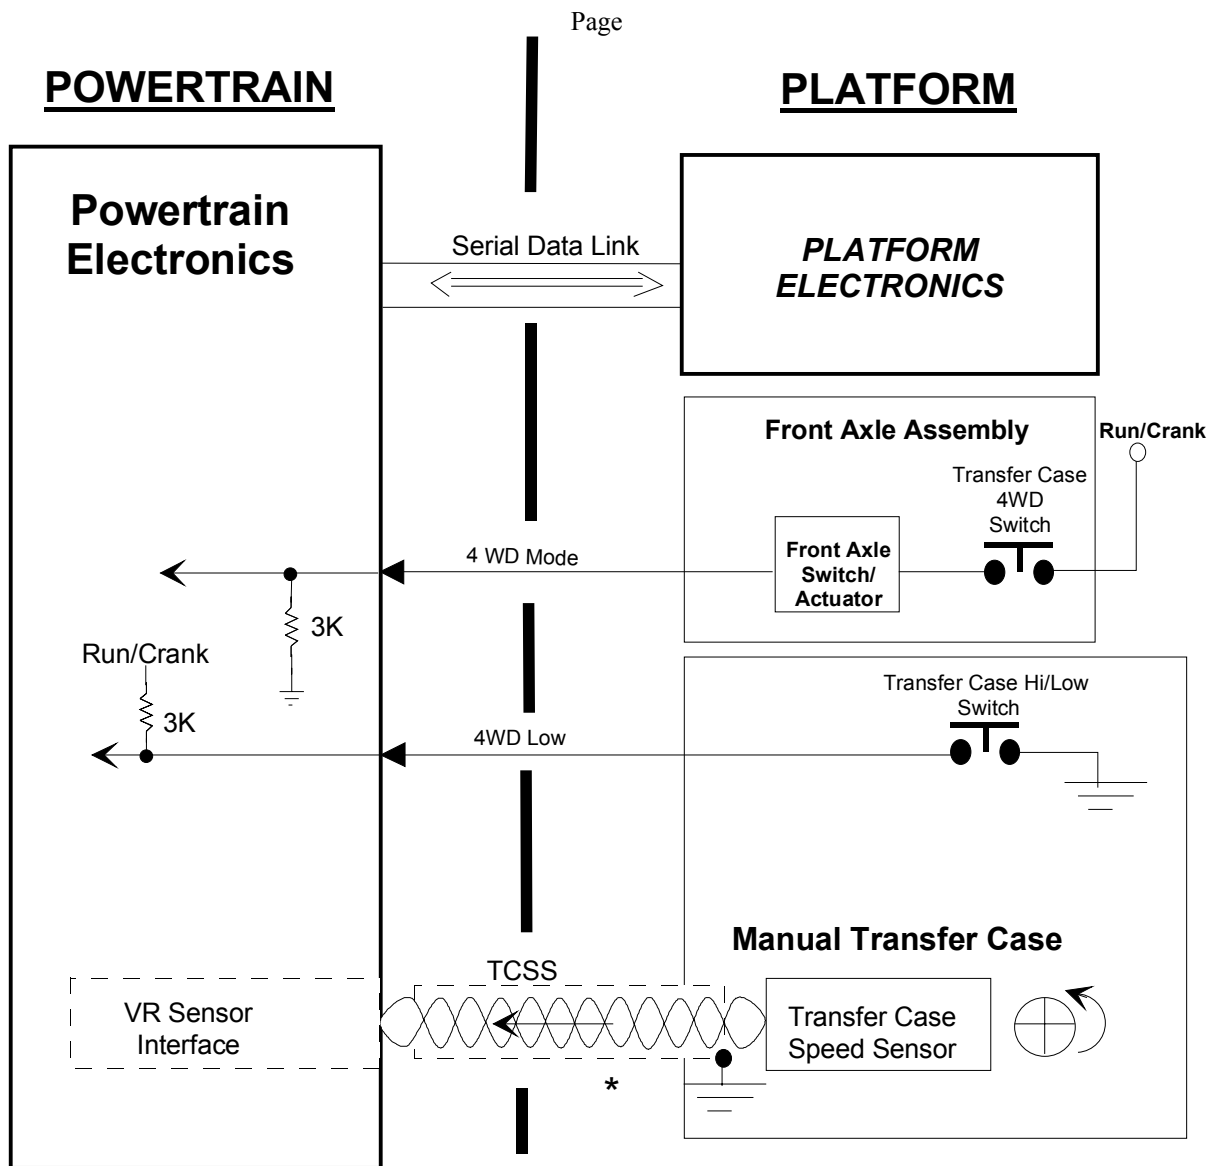 Page
POWERTRAIN
PLATFORM
Powertrain
Electronics
Serial Data Link
PLATFORM
ELECTRONICS
Front Axle Assembly
Run/Crank
Transfer Case
4WD
Switch
4 WD Mode
Front Axle
Switch/
Actuator
3K
Run/Crank
3K
4WD Low
Transfer Case Hi/Low
Switch
Manual Transfer Case
TCSS
VR Sensor
Interface
Transfer Case
Speed Sensor
*